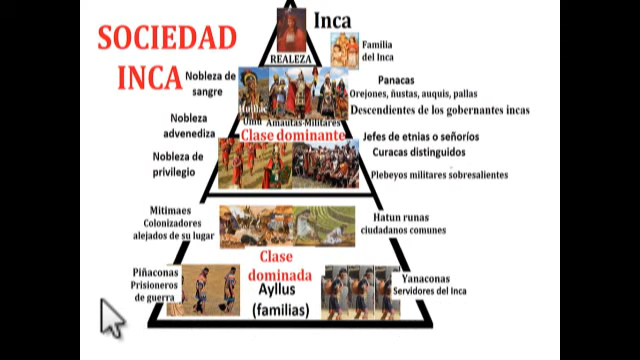 SOCIEDAD
INCA
Inca
REALEZA
Familia
del Inca
Nobleza de
sangre
Panacas
Orejones, ñustas, auquis, pallas
Descendientes de los gobernantes incas
Umu
Amautas-Militares
Nobleza
advenediza
Clase dominante
Jefes de etnias o señoríos
Curacas distinguidos
Nobleza de
privilegio
Plebeyos militares sobresalientes
Mitimaes
Colonizadores
alejados de su lugar
Hatun runas
ciudadanos comunes
Clase
dominada
Piñaconas
Prisioneros
de guerra
Ayllus
(familias)
Yanaconas
Servidores del Inca